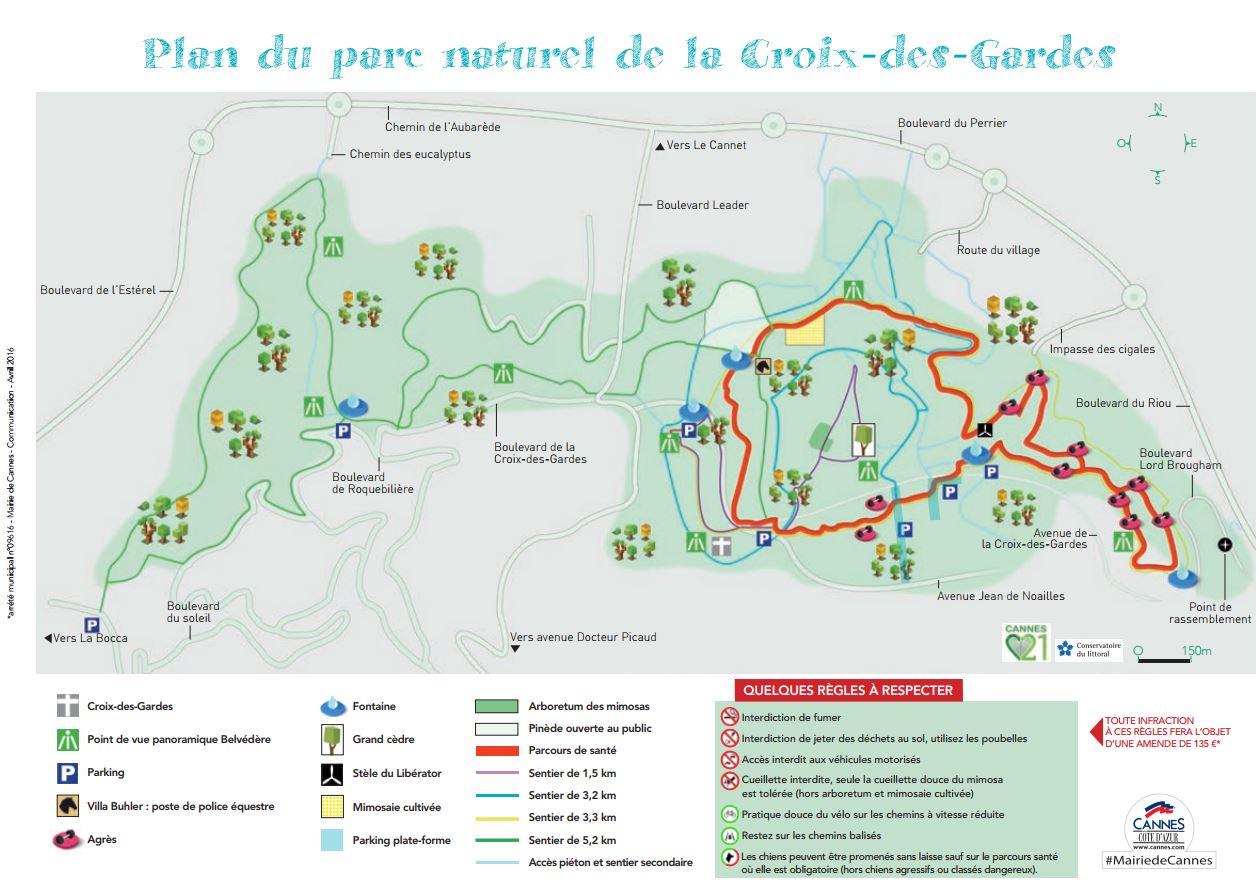 Plan du parc naturel de la Croix-des-Gardes
Chemin de l'Aubarède
Boulevard du Perrier
N
O
E
S
Chemin des eucalyptus
Vers Le Cannet
Boulevard Leader
Route du village
Boulevard de l'Estérel
Impasse des cigales
Boulevard du Riou
P
P
Boulevard de la
Croix-des-Gardes
Boulevard
Lord Brougham
Boulevard
de Roquebilière
P
P
P
P
Avenue de
la Croix-des-Gardes
Avenue Jean de Noailles
Point de
rassemblement
Boulevard
du soleil
P
Vers La Bocca
Vers avenue Docteur Picaud
CANNES
21
Conservatoire
du littoral
O 150m
*arrêté municipal n°096 16 - Mairie de Cannes - Communication - Avril 2016
Croix-des-Gardes
Point de vue panoramique Belvédère
P Parking
Villa Buhler : poste de police équestre
Agrès
Fontaine
Grand cèdre
Stèle du Libérator
Mimosaie cultivée
Parking plate-forme
Arboretum des mimosas
Pinède ouverte au public
Parcours de santé
Sentier de 1,5 km
Sentier de 3,2 km
Sentier de 3,3 km
Sentier de 5,2 km
Accès piéton et sentier secondaire
QUELQUES RÈGLES À RESPECTER
Interdiction de fumer
Interdiction de jeter des déchets au sol, utilisez les poubelles
Accès interdit aux véhicules motorisés
Cueillette interdite, seule la cueillette douce du mimosa
est tolérée (hors arboretum et mimosaie cultivée)
Pratique douce du vélo sur les chemins à vitesse réduite
Restez sur les chemins balisés
Les chiens peuvent être promenés sans laisse sauf sur le parcours santé
où elle est obligatoire (hors chiens agressifs ou classés dangereux).
TOUTE INFRACTION
À CES RÈGLES FERA L'OBJET
D'UNE AMENDE DE 135 €*
CANNES
CÔTE D'AZUR
www.cannes.com
#MairiedeCannes